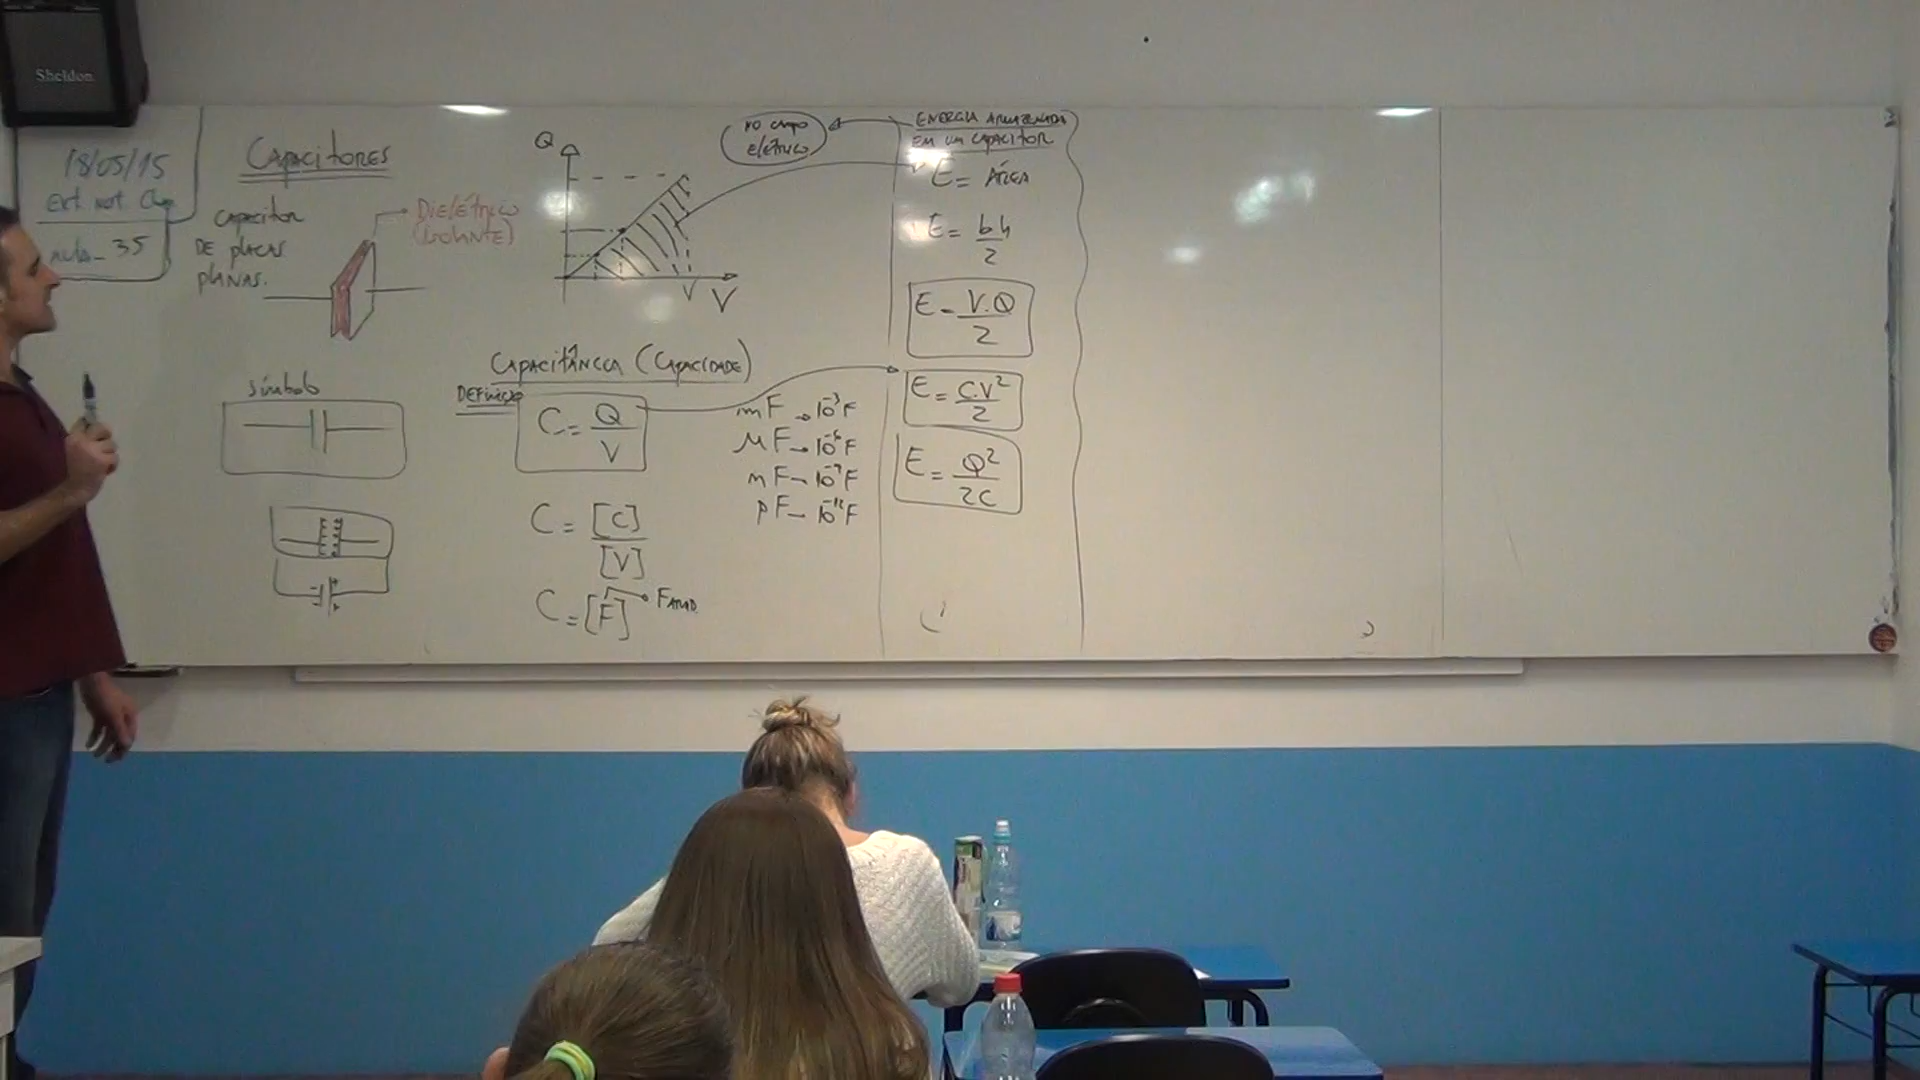 Sheldon
18/05/15
Ext. Not.
aula - 35
CAPACITORES
CAPACITOR
DE PLACAS
PLANAS.
DIELÉTRICO
(ISOLANTE)
Símbolo
- +
Q
V
V
CAPACITÂNCIA (CAPACIDADE)
DEFINIÇÃO
C = Q/V
C = [C]/[V]
C = [F] → FARAD.
mF → 10⁻³F
μF → 10⁻⁶F
nF → 10⁻⁹F
pF → 10⁻¹²F
NO CAMPO
ELÉTRICO
ENERGIA ARMAZENADA
EM UM CAPACITOR
E = ÁREA
E = bh/2
E = V.Q/2
E = C.V²/2
E = Q²/2C